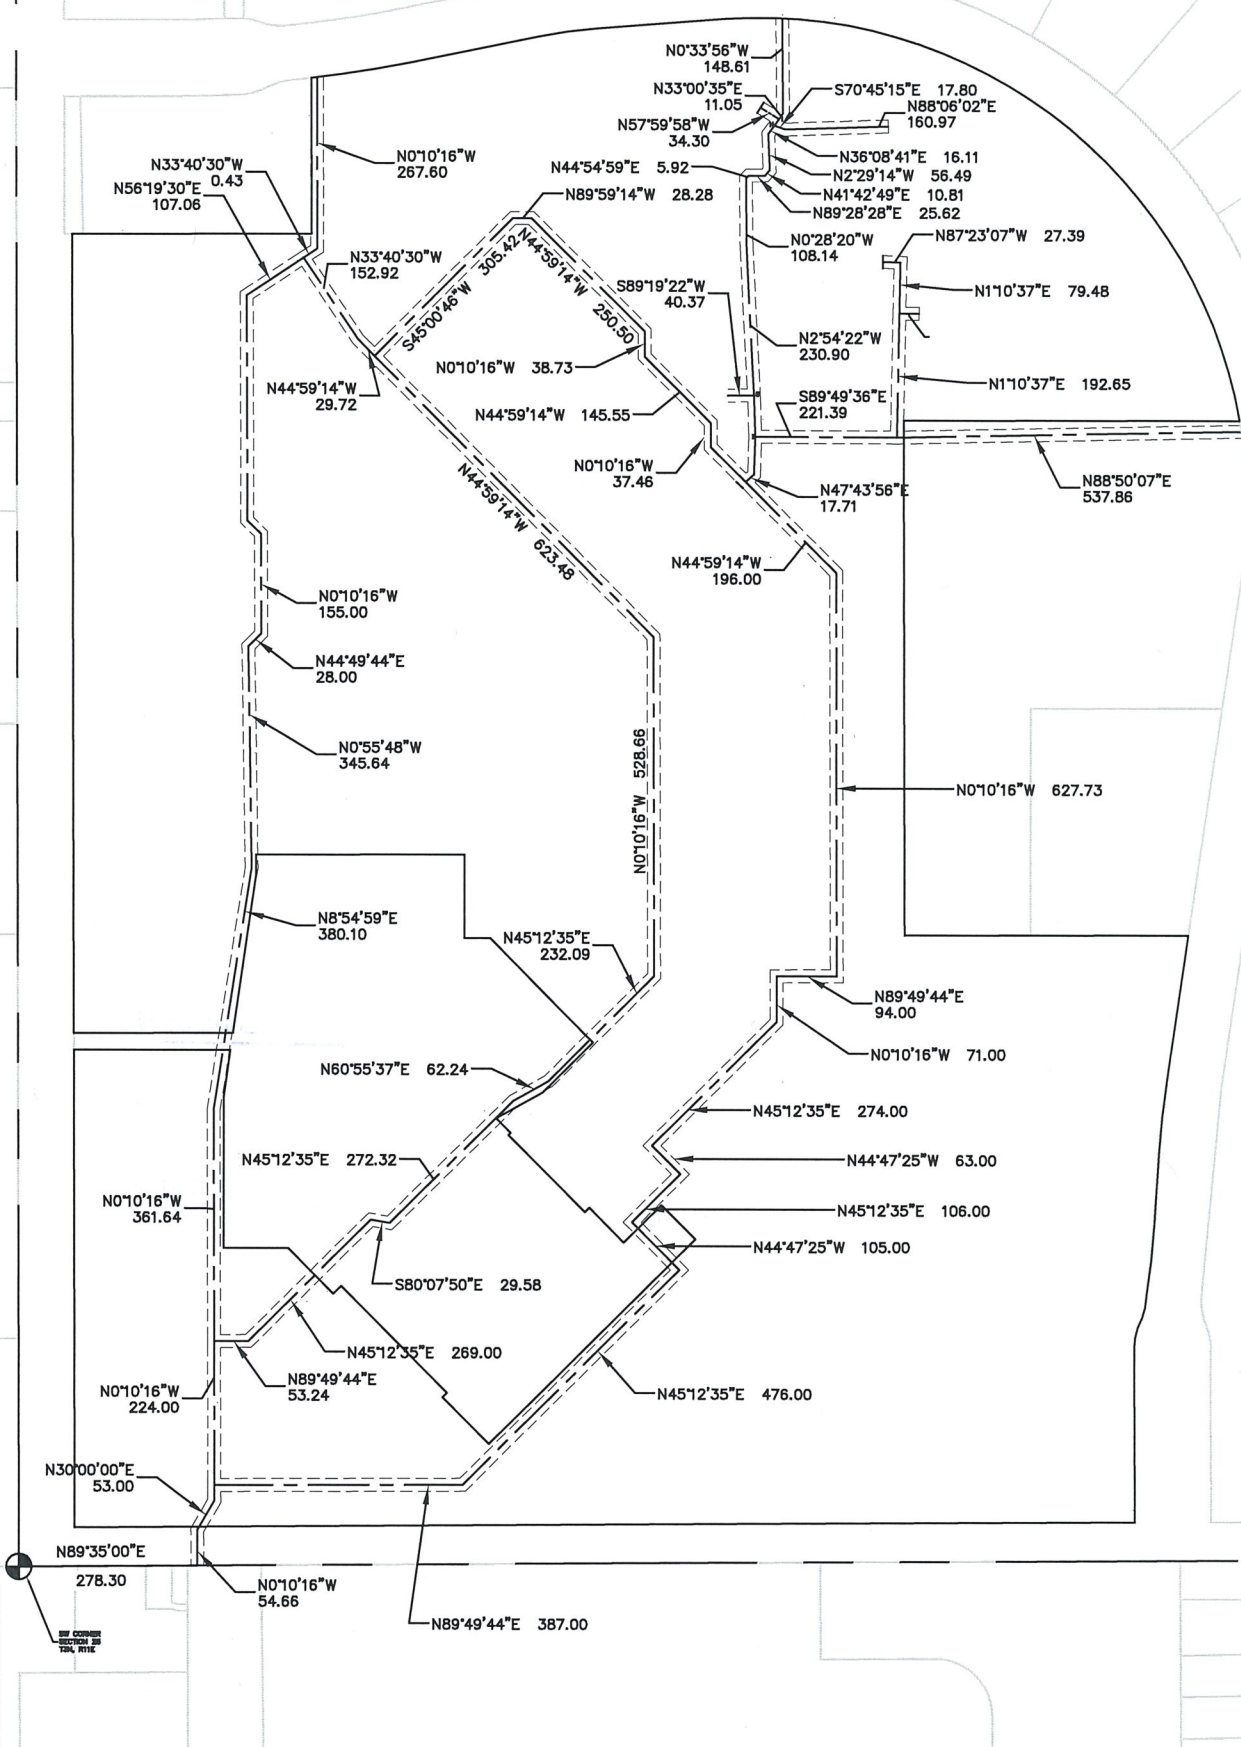 N0°33'56"W
148.61
N33°00'35"E
11.05
S70°45'15"E 17.80
N88°06'02"E
160.97
N57°59'58"W
34.30
N36°08'41"E 16.11
N2°29'14"W 56.49
N44°54'59"E 5.92
N41°42'49"E 10.81
N89°28'28"E 25.62
N33°40'30"W
0.43
N0°10'16"W
267.60
N56°19'30"E
107.06
N89°59'14"W 28.28
N0°28'20"W
108.14
N87°23'07"W 27.39
N33°40'30"W
152.92
S45°00'46"W 305.42
N44°59'14"W 250.50
S89°19'22"W
40.37
N1°10'37"E 79.48
N2°54'22"W
230.90
N0°10'16"W 38.73
N44°59'14"W
29.72
N1°10'37"E 192.65
S89°49'36"E
221.39
N44°59'14"W 145.55
N0°10'16"W
37.46
N44°59'14"W 623.48
N47°43'56"E
17.71
N88°50'07"E
537.86
N44°59'14"W
196.00
N0°10'16"W
155.00
N44°49'44"E
28.00
N0°55'48"W
345.64
N0°10'16"W 528.66
N0°10'16"W 627.73
N8°54'59"E
380.10
N45°12'35"E
232.09
N89°49'44"E
94.00
N0°10'16"W 71.00
N60°55'37"E 62.24
N45°12'35"E 274.00
N45°12'35"E 272.32
N44°47'25"W 63.00
N0°10'16"W
361.64
N45°12'35"E 106.00
N44°47'25"W 105.00
S80°07'50"E 29.58
N45°12'35"E 269.00
N89°49'44"E
53.24
N0°10'16"W
224.00
N45°12'35"E 476.00
N30°00'00"E
53.00
N89°35'00"E
278.30
N0°10'16"W
54.66
N89°49'44"E 387.00
SW CORNER
SECTION